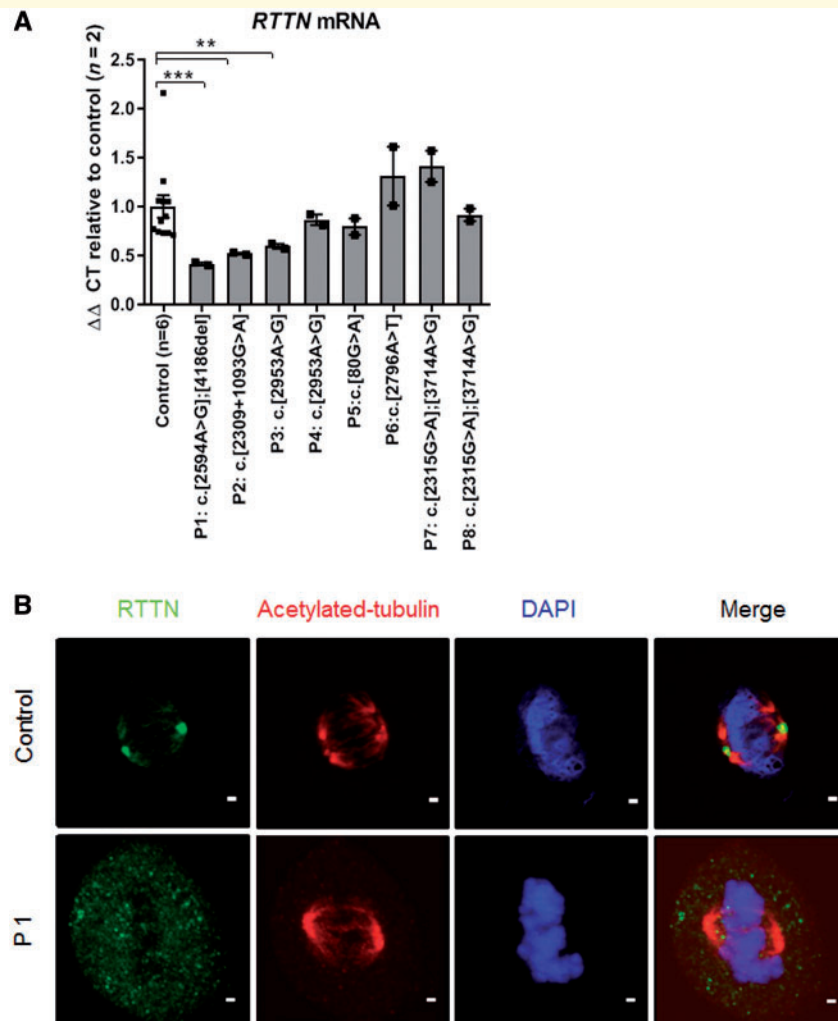 A
RTTN mRNA
ΔΔ CT relative to control (n = 2)
2.5
2.0
1.5
1.0
0.5
0.0
**
***
Control (n=6)
P1: c.[2594A>G];[4186del]
P2: c.[2309+1093G>A]
P3: c.[2953A>G]
P4: c.[2953A>G]
P5:c.[80G>A]
P6:c.[2796A>T]
P7: c.[2315G>A];[3714A>G]
P8: c.[2315G>A];[3714A>G]
B
RTTN Acetylated-tubulin DAPI Merge
Control
P 1